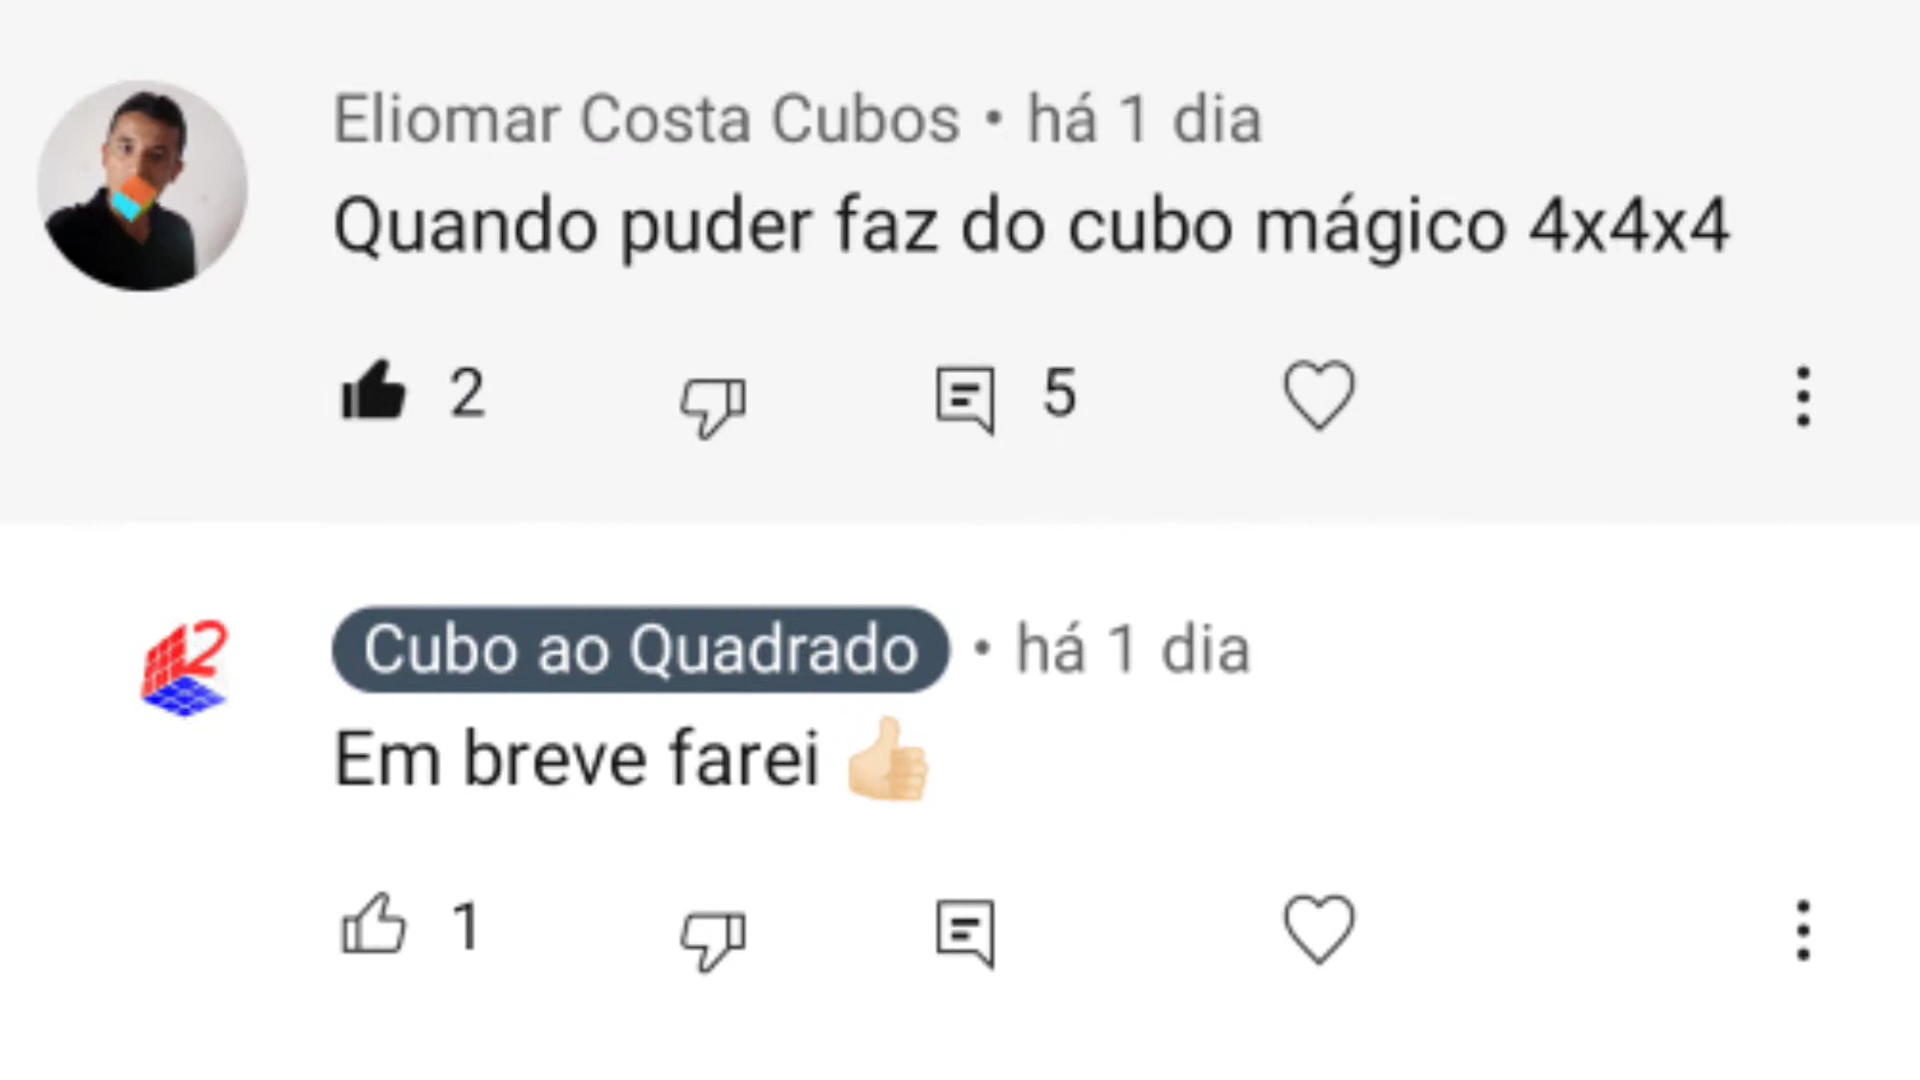 Eliomar Costa Cubos • há 1 dia
Quando puder faz do cubo mágico 4x4x4
2 5
Cubo ao Quadrado • há 1 dia
Em breve farei 👍🏻
1